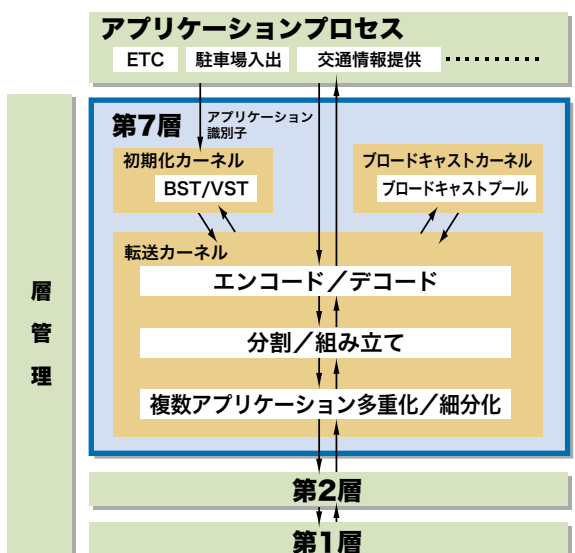 アプリケーションプロセス
ETC
駐車場入出
交通情報提供
第7層
アプリケーション
識別子
初期化カーネル
BST/VST
ブロードキャストカーネル
ブロードキャストプール
転送カーネル
エンコード／デコード
分割／組み立て
複数アプリケーション多重化／細分化
層
管
理
第2層
第1層